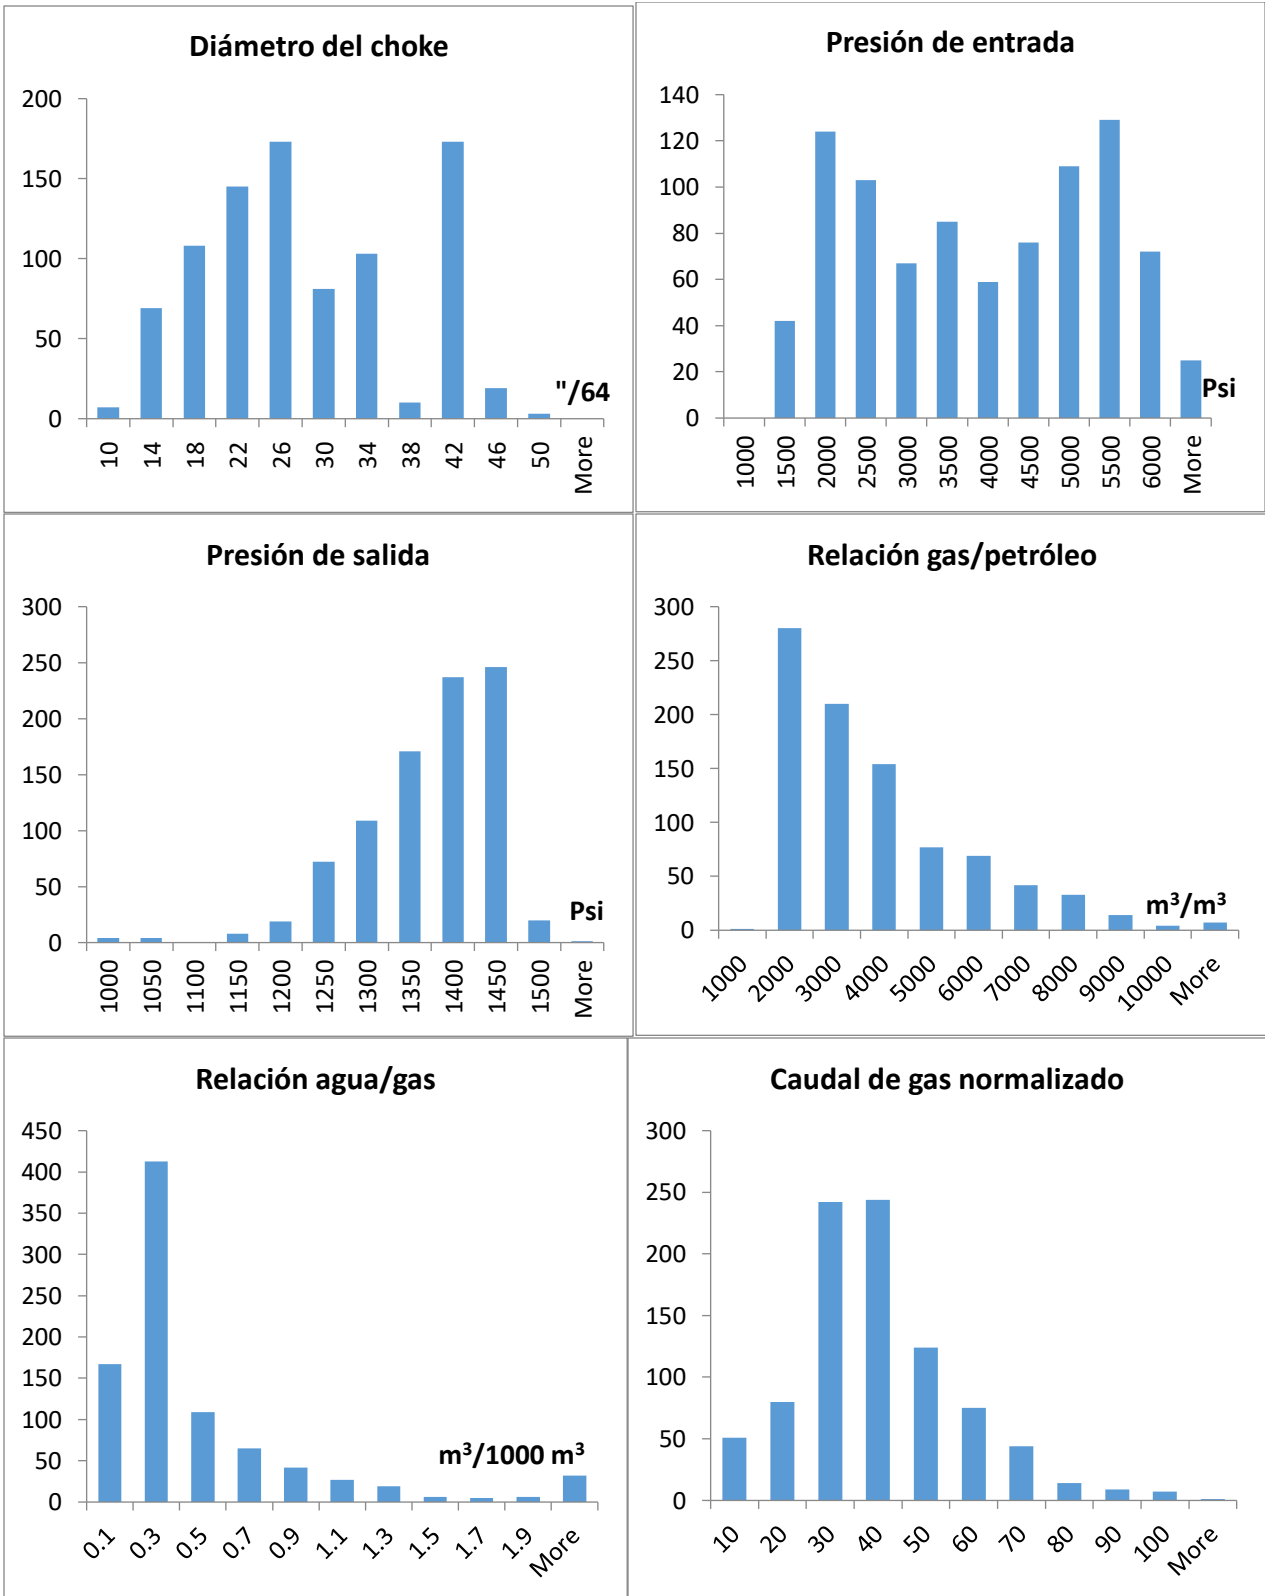 Diámetro del choke
200
150
100
50
0
10 14 18 22 26 30 34 38 42 46 50 More
"/64
Presión de entrada
140
120
100
80
60
40
20
0
1000 1500 2000 2500 3000 3500 4000 4500 5000 5500 6000 More
Psi
Presión de salida
300
250
200
150
100
50
0
1000 1050 1100 1150 1200 1250 1300 1350 1400 1450 1500 More
Psi
Relación gas/petróleo
300
250
200
150
100
50
0
1000 2000 3000 4000 5000 6000 7000 8000 9000 10000 More
m³/m³
Relación agua/gas
450
400
350
300
250
200
150
100
50
0
0.1 0.3 0.5 0.7 0.9 1.1 1.3 1.5 1.7 1.9 More
m³/1000 m³
Caudal de gas normalizado
300
250
200
150
100
50
0
10 20 30 40 50 60 70 80 90 100 More